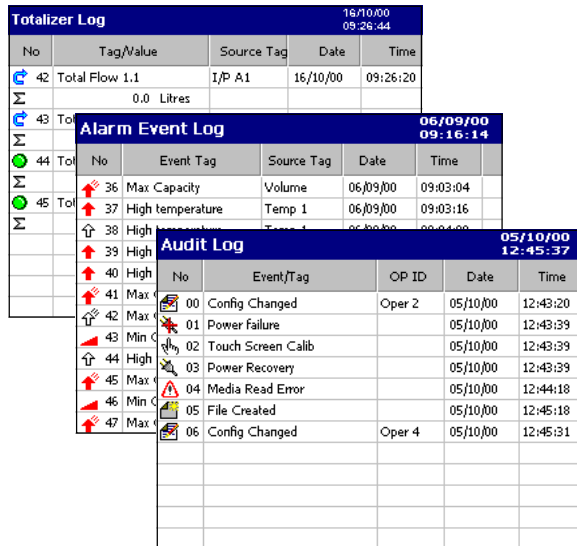 Totalizer Log 16/10/00
09:26:44
No Tag/Value Source Tag Date Time
42 Total Flow 1.1 I/P A1 16/10/00 09:26:20
Σ 0.0 Litres
43
Σ
44
Σ
45
Σ
Alarm Event Log 06/09/00
09:16:14
No Event Tag Source Tag Date Time
36 Max Capacity Volume 06/09/00 09:03:04
37 High temperature Temp 1 06/09/00 09:03:16
38 High
39 High
40 High
41 Max
42 Max
43 Min
44 High
45 Max
46 Min
47 Max
Audit Log 05/10/00
12:45:37
No Event/Tag OP ID Date Time
00 Config Changed Oper 2 05/10/00 12:43:20
01 Power failure 05/10/00 12:43:39
02 Touch Screen Calib 05/10/00 12:43:39
03 Power Recovery 05/10/00 12:43:39
04 Media Read Error 05/10/00 12:44:18
05 File Created 05/10/00 12:45:18
06 Config Changed Oper 4 05/10/00 12:45:31